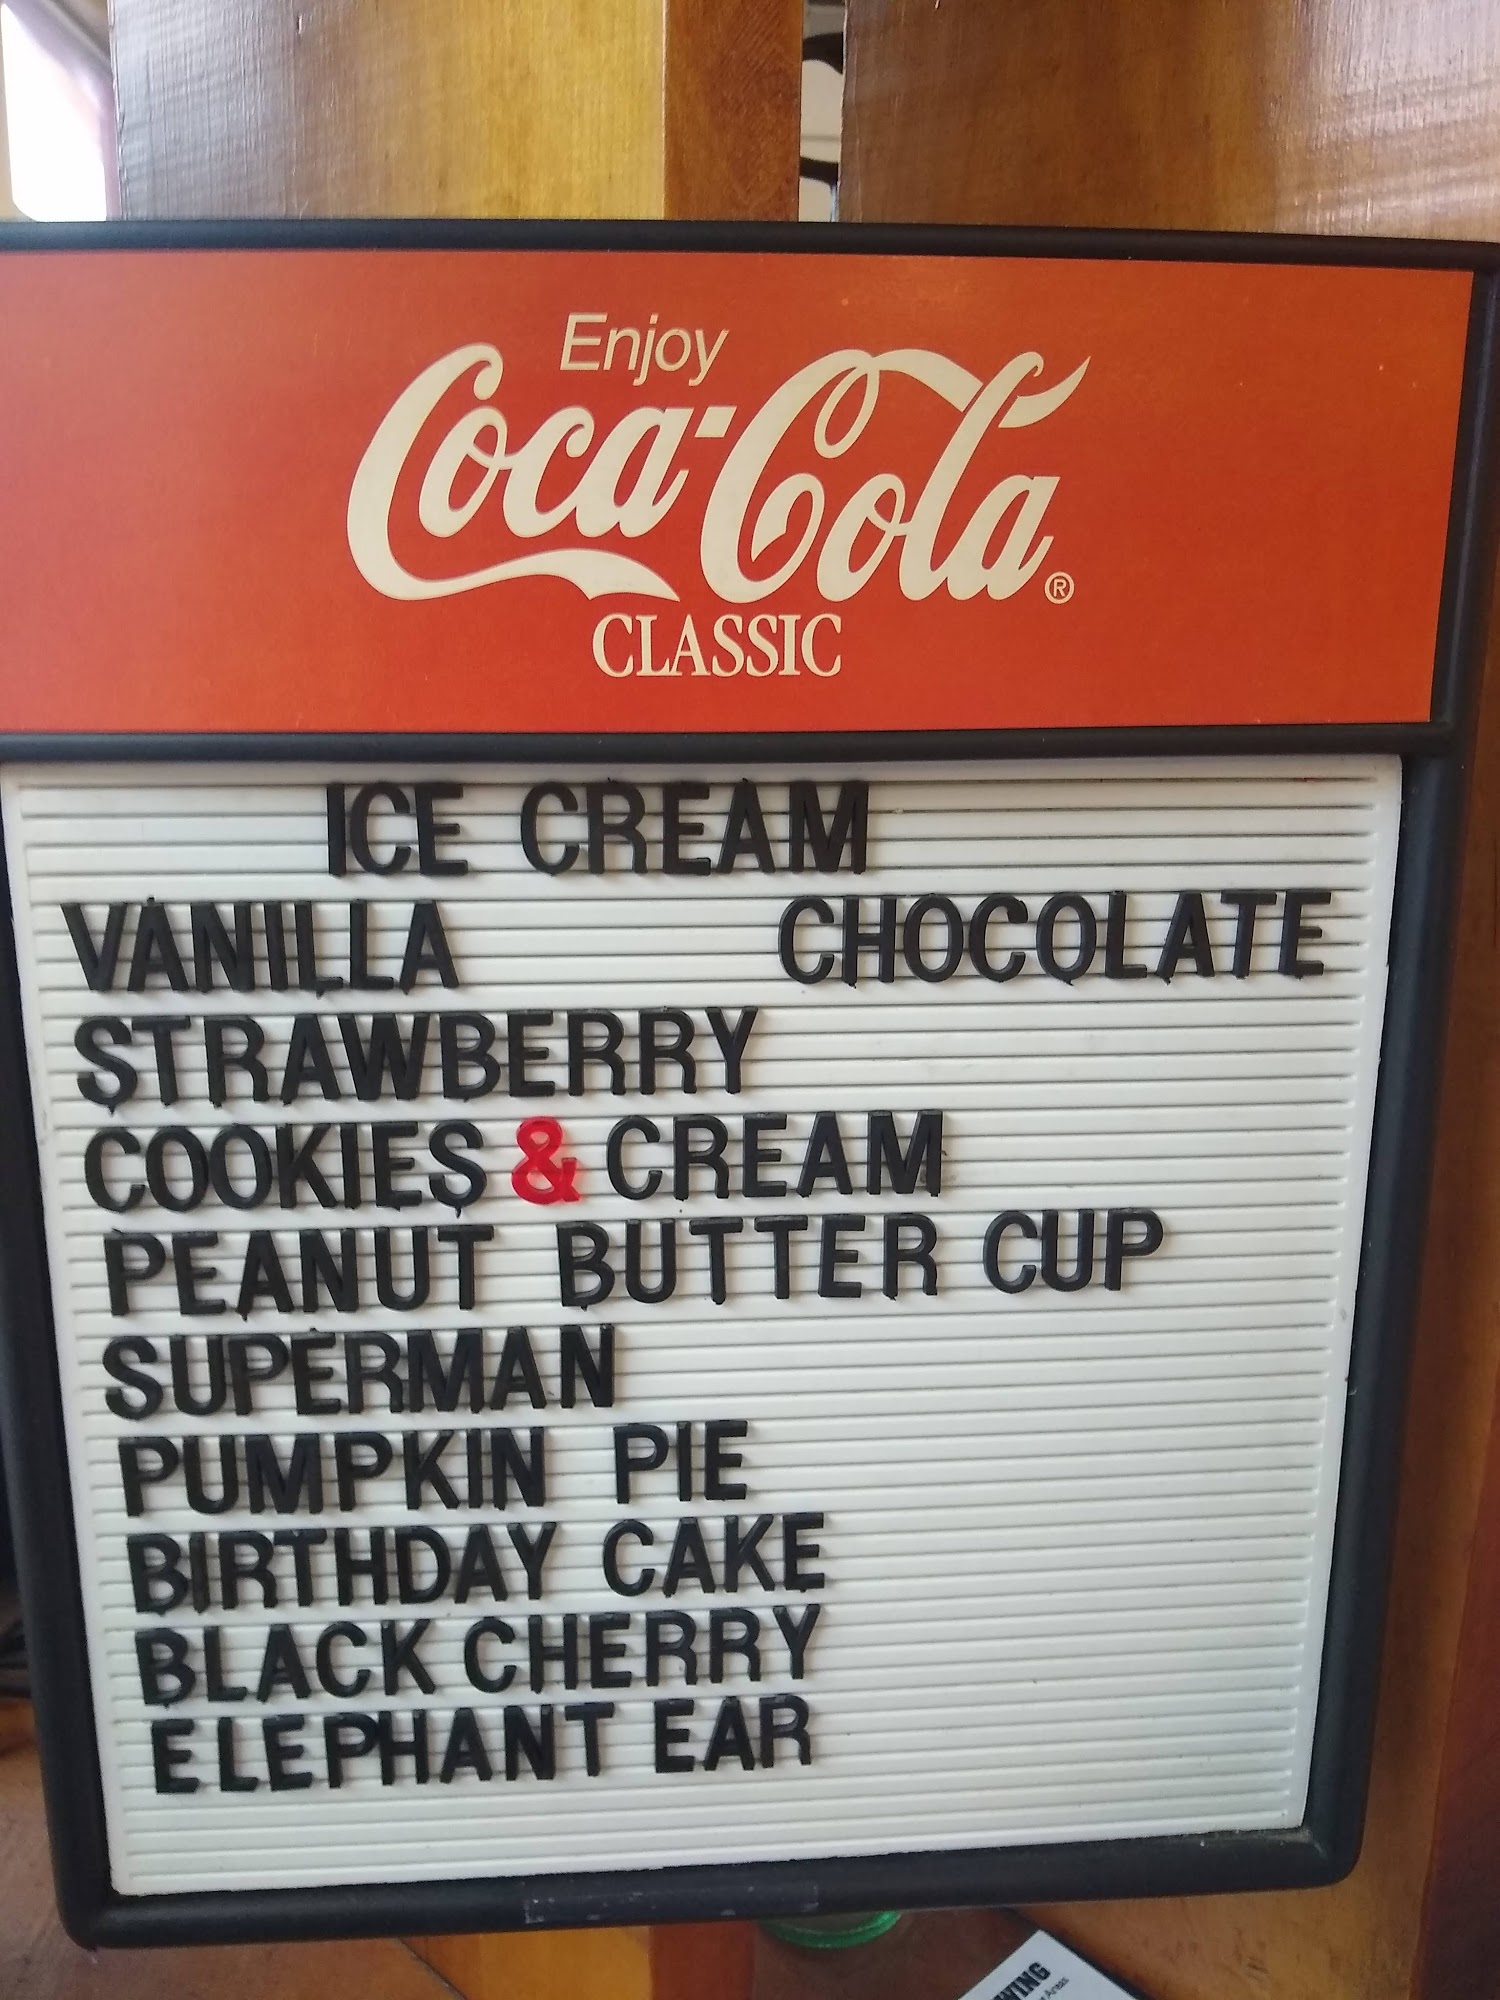 Enjoy
Coca-Cola®
CLASSIC
ICE CREAM
VANILLA CHOCOLATE
STRAWBERRY
COOKIES & CREAM
PEANUT BUTTER CUP
SUPERMAN
PUMPKIN PIE
BIRTHDAY CAKE
BLACK CHERRY
ELEPHANT EAR